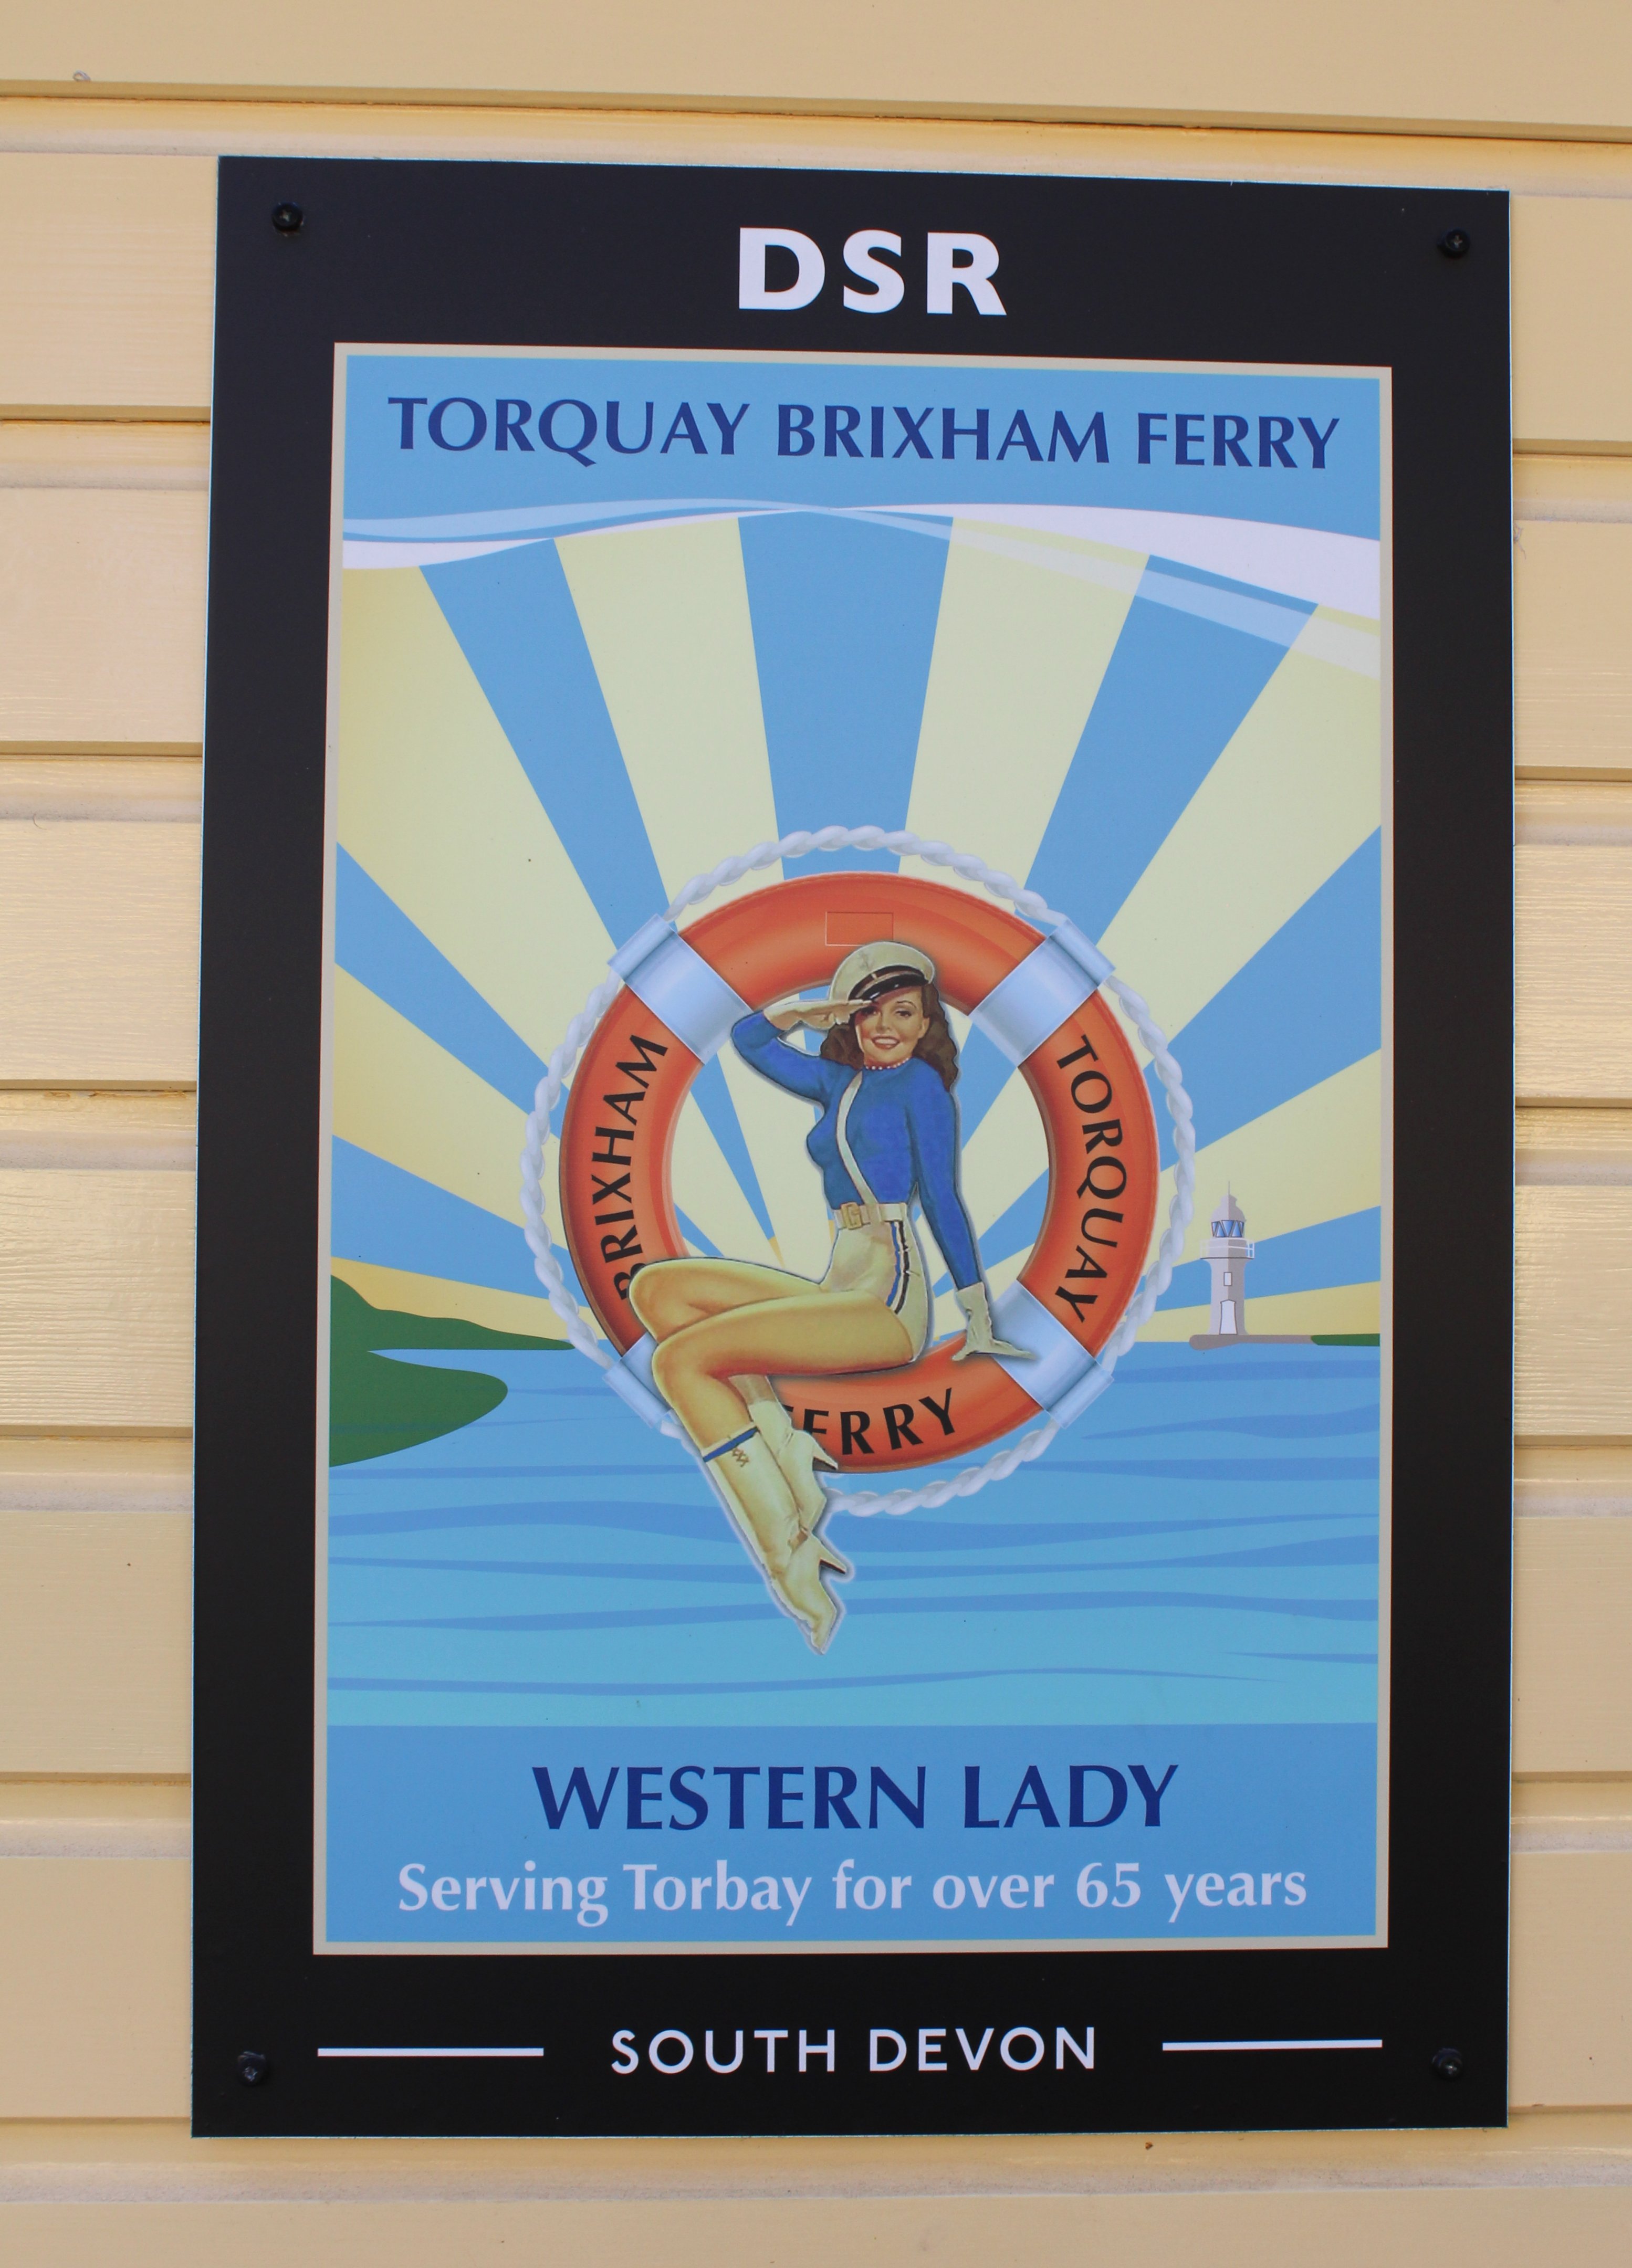 DSR
TORQUAY BRIXHAM FERRY
BRIXHAM
TORQUAY
FERRY
WESTERN LADY
Serving Torbay for over 65 years
SOUTH DEVON